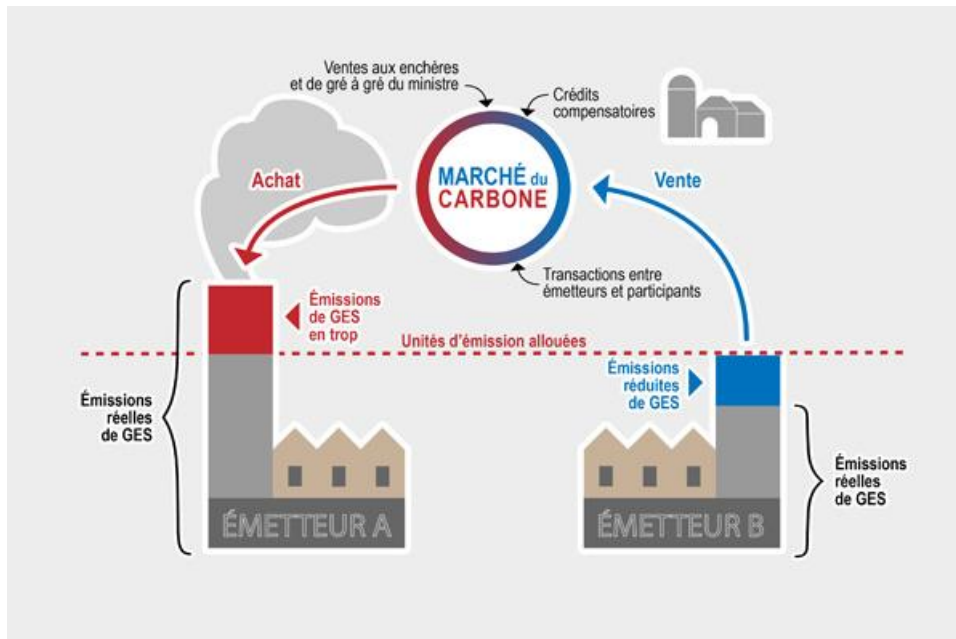 Ventes aux enchères
et de gré à gré du ministre
Crédits
compensatoires
Achat
MARCHÉ du
CARBONE
Vente
Transactions entre
émetteurs et participants
Émissions
de GES
en trop
Unités d'émission allouées
Émissions
réduites
de GES
Émissions
réelles
de GES
Émissions
réelles
de GES
ÉMETTEUR A
ÉMETTEUR B